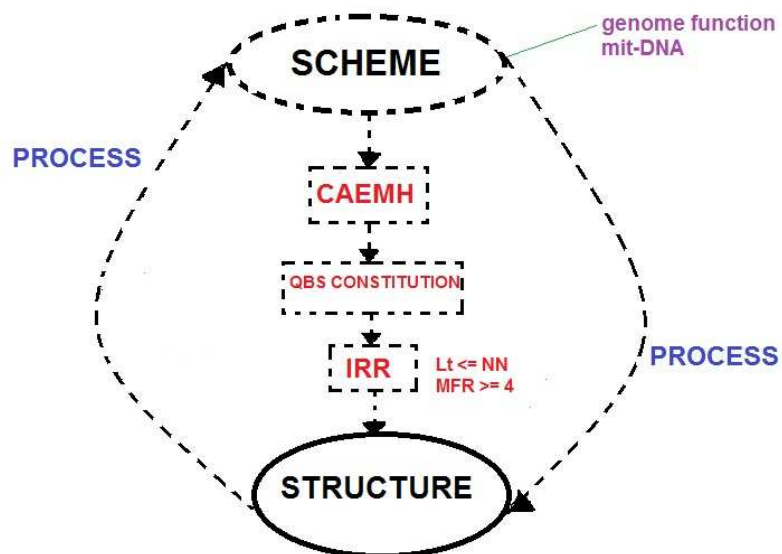 genome function
mit-DNA
SCHEME
PROCESS
CAEMH
QBS CONSTITUTION
IRR
Lt <= NN
MFR >= 4
PROCESS
STRUCTURE